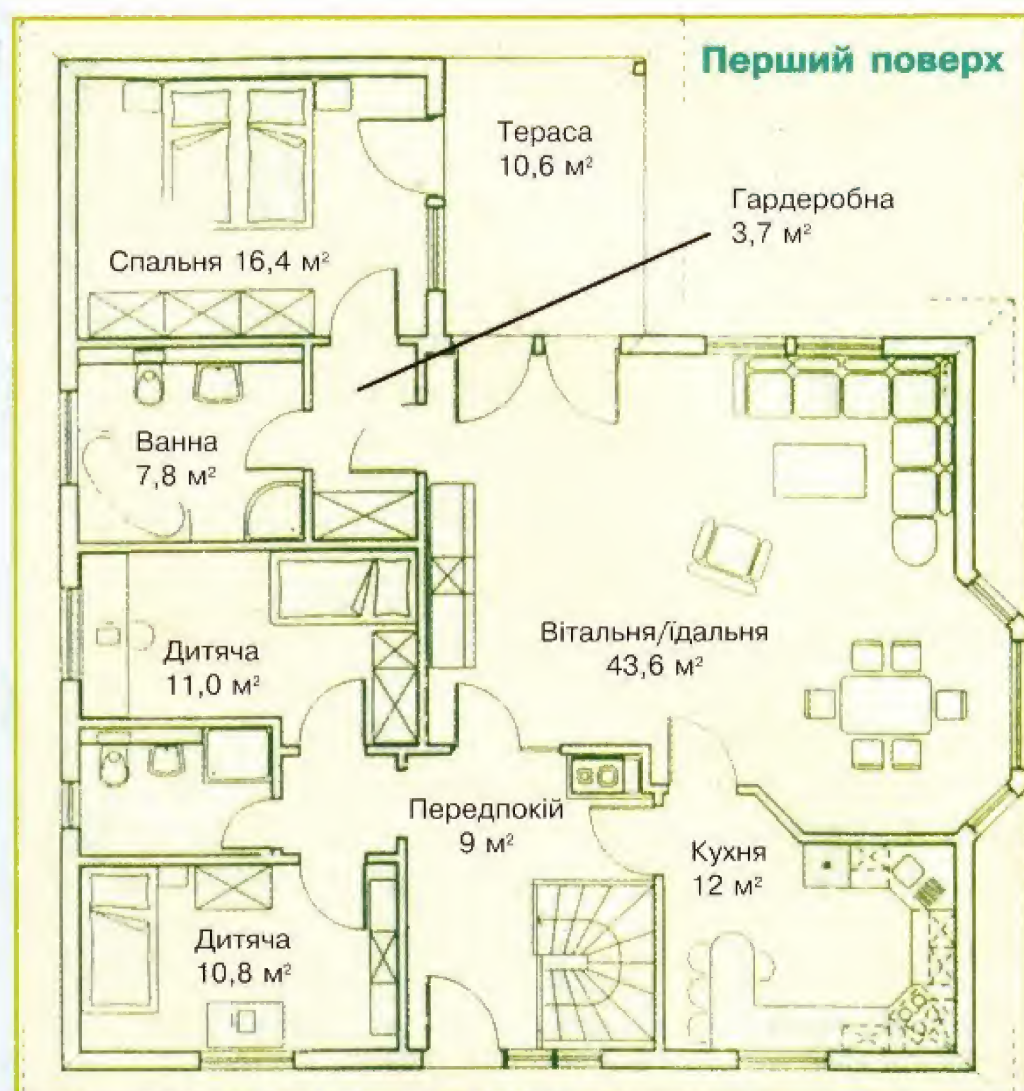 Перший поверх
Тераса
10,6 м²
Гардеробна
3,7 м²
Спальня 16,4 м²
Ванна
7,8 м²
Вітальня/їдальня
43,6 м²
Дитяча
11,0 м²
Передпокій
9 м²
Кухня
12 м²
Дитяча
10,8 м²